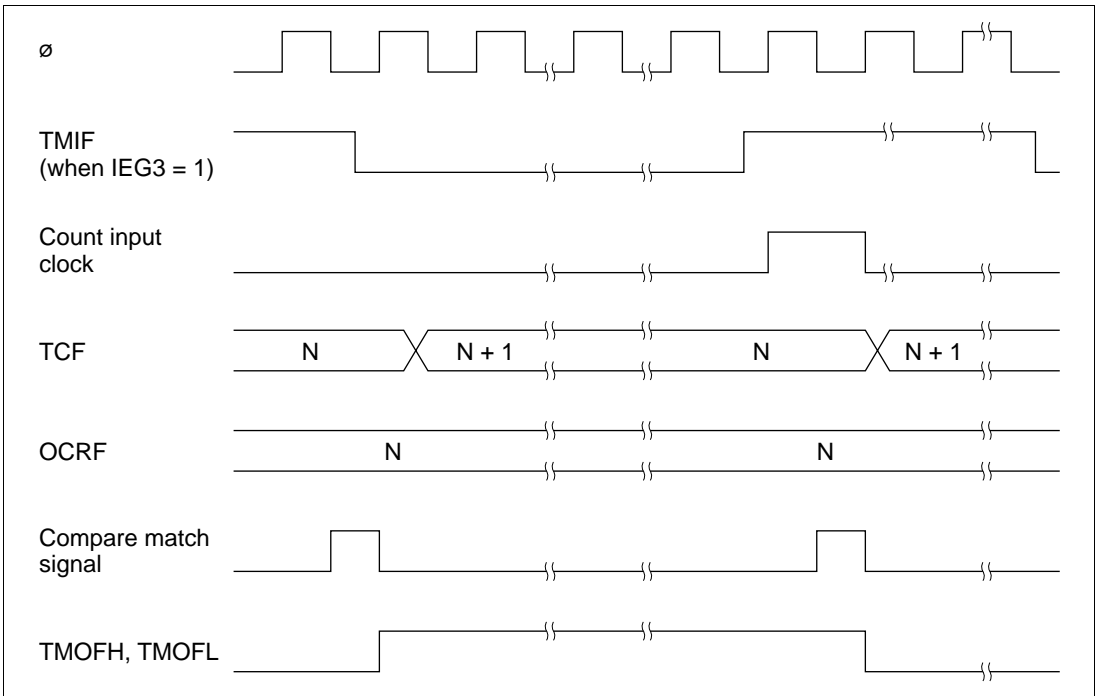 ø
TMIF
(when IEG3 = 1)
Count input
clock
TCF
N
N + 1
N
N + 1
OCRF
N
N
Compare match
signal
TMOFH, TMOFL